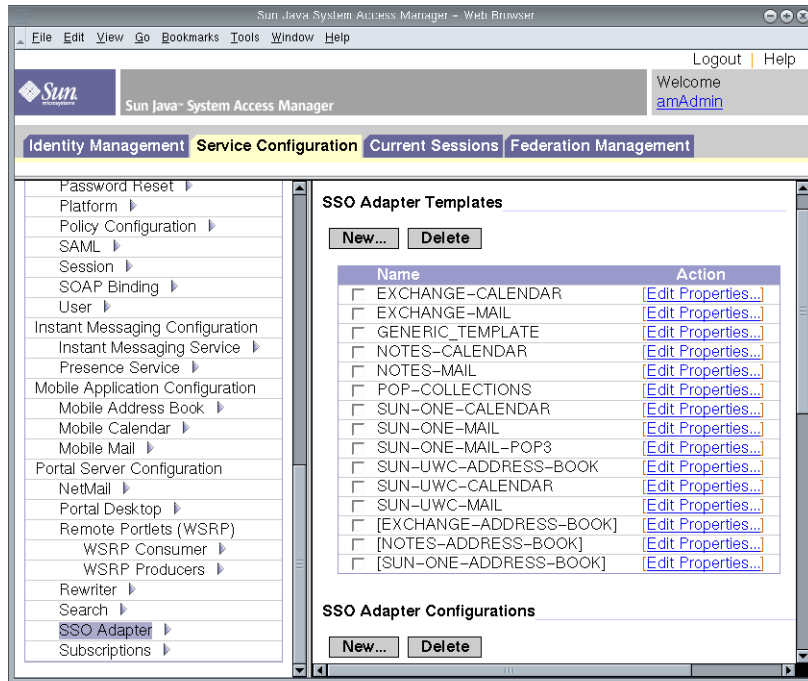 Sun Java System Access Manager - Web Browser
File Edit View Go Bookmarks Tools Window Help
Logout | Help
Sun microsystems
Sun Java™ System Access Manager
Welcome
amAdmin
Identity Management Service Configuration Current Sessions Federation Management
Password Reset
Platform
Policy Configuration
SAML
Session
SOAP Binding
User
Instant Messaging Configuration
Instant Messaging Service
Presence Service
Mobile Application Configuration
Mobile Address Book
Mobile Calendar
Mobile Mail
Portal Server Configuration
NetMail
Portal Desktop
Remote Portlets (WSRP)
WSRP Consumer
WSRP Producers
Rewriter
Search
SSO Adapter
Subscriptions
SSO Adapter Templates
New... Delete
Name Action
EXCHANGE-CALENDAR [Edit Properties...]
EXCHANGE-MAIL [Edit Properties...]
GENERIC_TEMPLATE [Edit Properties...]
NOTES-CALENDAR [Edit Properties...]
NOTES-MAIL [Edit Properties...]
POP-COLLECTIONS [Edit Properties...]
SUN-ONE-CALENDAR [Edit Properties...]
SUN-ONE-MAIL [Edit Properties...]
SUN-ONE-MAIL-POP3 [Edit Properties...]
SUN-UWC-ADDRESS-BOOK [Edit Properties...]
SUN-UWC-CALENDAR [Edit Properties...]
SUN-UWC-MAIL [Edit Properties...]
[EXCHANGE-ADDRESS-BOOK] [Edit Properties...]
[NOTES-ADDRESS-BOOK] [Edit Properties...]
[SUN-ONE-ADDRESS-BOOK] [Edit Properties...]
SSO Adapter Configurations
New... Delete